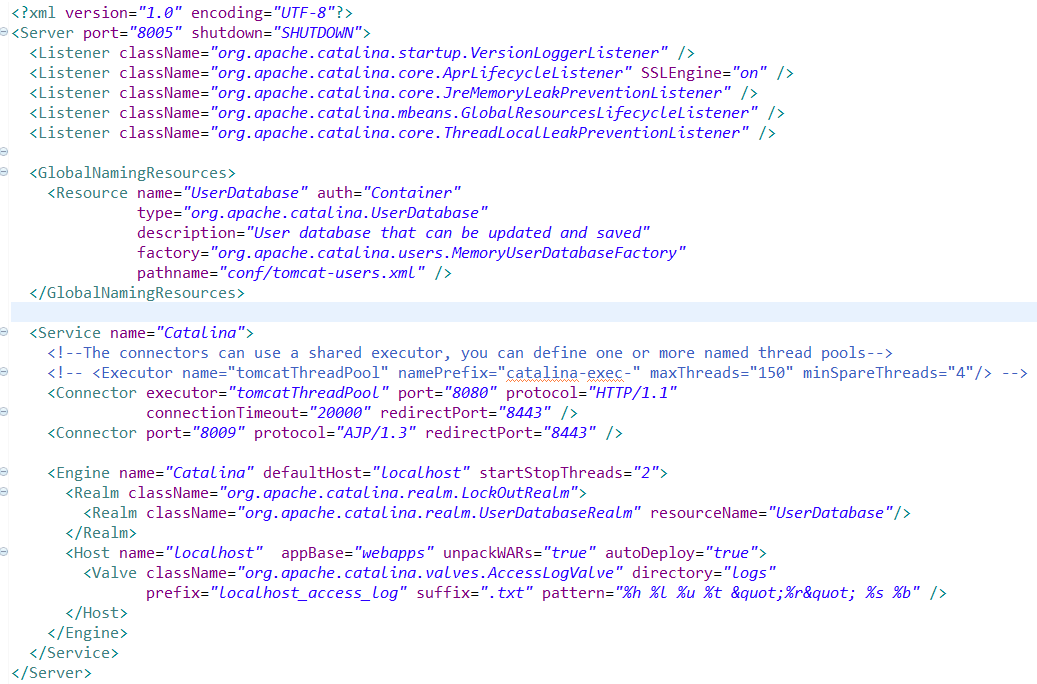 <?xml version="1.0" encoding="UTF-8"?>
<Server port="8005" shutdown="SHUTDOWN">
  <Listener className="org.apache.catalina.startup.VersionLoggerListener" />
  <Listener className="org.apache.catalina.core.AprLifecycleListener" SSLEngine="on" />
  <Listener className="org.apache.catalina.core.JreMemoryLeakPreventionListener" />
  <Listener className="org.apache.catalina.mbeans.GlobalResourcesLifecycleListener" />
  <Listener className="org.apache.catalina.core.ThreadLocalLeakPreventionListener" />

  <GlobalNamingResources>
    <Resource name="UserDatabase" auth="Container"
              type="org.apache.catalina.UserDatabase"
              description="User database that can be updated and saved"
              factory="org.apache.catalina.users.MemoryUserDatabaseFactory"
              pathname="conf/tomcat-users.xml" />
  </GlobalNamingResources>

  <Service name="Catalina">
    <!--The connectors can use a shared executor, you can define one or more named thread pools-->
    <!-- <Executor name="tomcatThreadPool" namePrefix="catalina-exec-" maxThreads="150" minSpareThreads="4"/> -->
    <Connector executor="tomcatThreadPool" port="8080" protocol="HTTP/1.1"
               connectionTimeout="20000" redirectPort="8443" />
    <Connector port="8009" protocol="AJP/1.3" redirectPort="8443" />

    <Engine name="Catalina" defaultHost="localhost" startStopThreads="2">
      <Realm className="org.apache.catalina.realm.LockOutRealm">
        <Realm className="org.apache.catalina.realm.UserDatabaseRealm" resourceName="UserDatabase"/>
      </Realm>
      <Host name="localhost"  appBase="webapps" unpackWARs="true" autoDeploy="true">
        <Valve className="org.apache.catalina.valves.AccessLogValve" directory="logs"
               prefix="localhost_access_log" suffix=".txt" pattern="%h %l %u %t &quot;%r&quot; %s %b" />
      </Host>
    </Engine>
  </Service>
</Server>